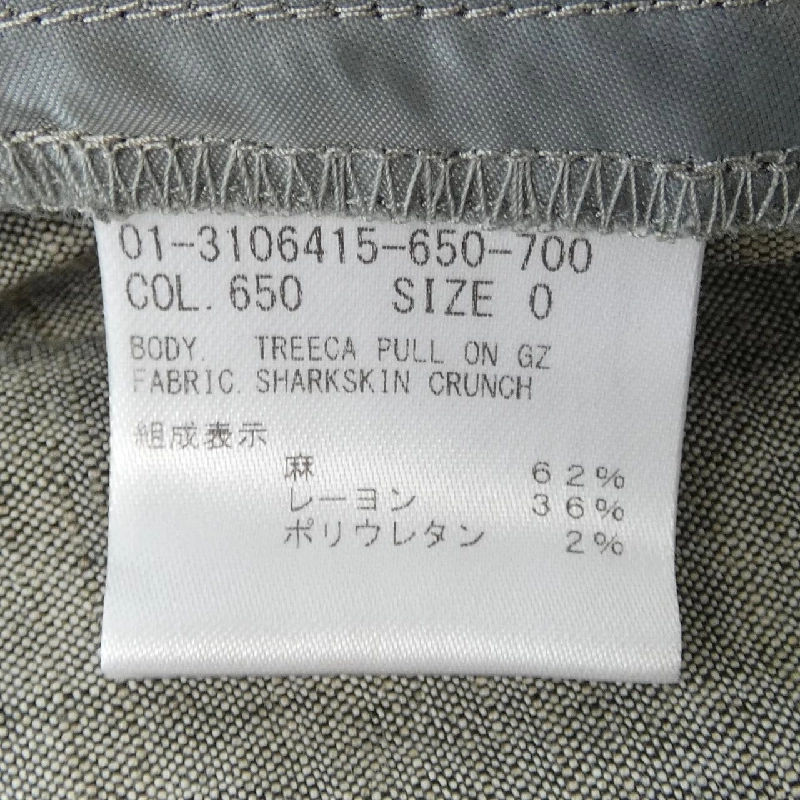 01-3106415-650-700
COL. 650 SIZE 0
BODY. TREECA PULL ON GZ
FABRIC. SHARKSKIN CRUNCH
組成表示
麻 62%
レーヨン 36%
ポリウレタン 2%